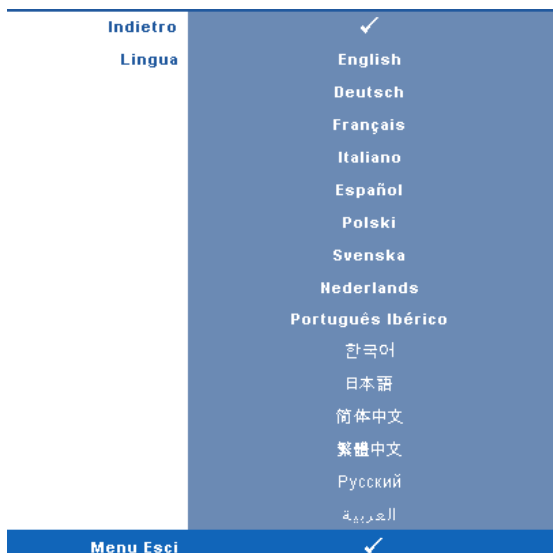 Indietro ✓
Lingua English
Deutsch
Français
Italiano
Español
Polski
Svenska
Nederlands
Português Ibérico
한국어
日本語
简体中文
繁體中文
Русский
العربية
Menu Esci ✓